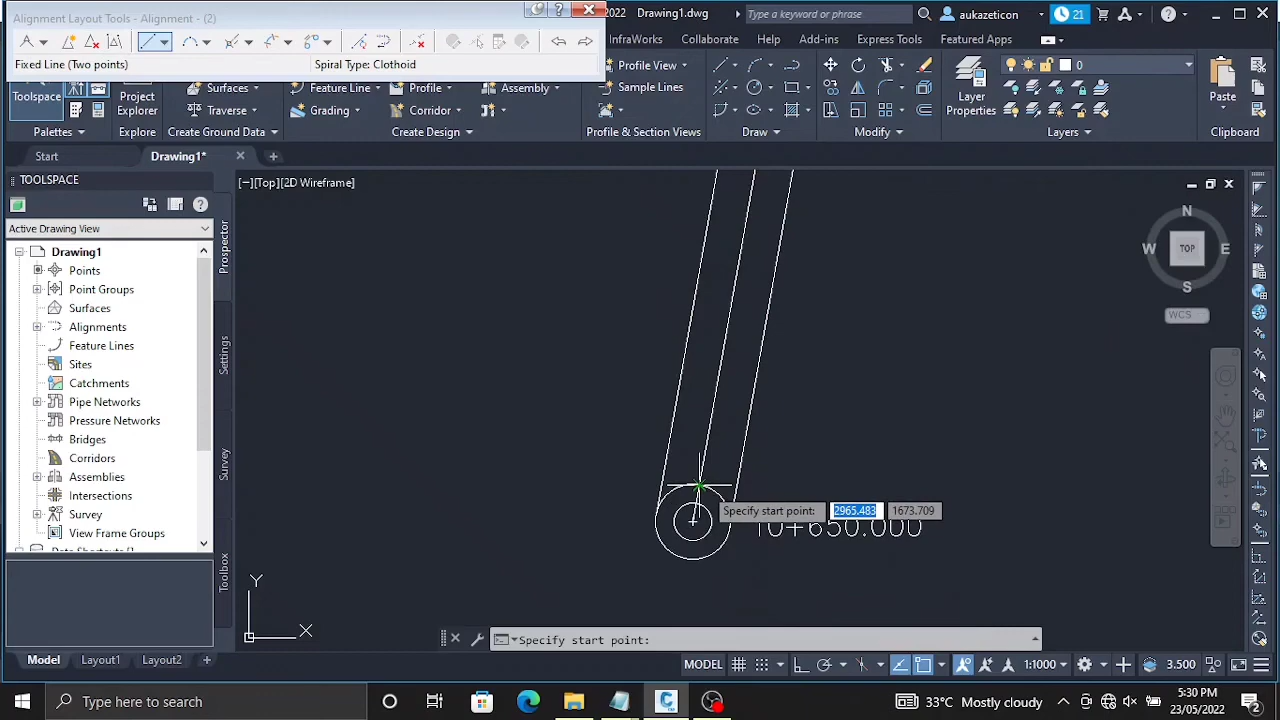 Alignment Layout Tools - Alignment - (2)
2022 Drawing1.dwg
Type a keyword or phrase
aukazeticon
21
Fixed Line (Two points)
Spiral Type: Clothoid
InfraWorks
Collaborate
Help
Add-ins
Express Tools
Featured Apps
Toolspace
Project
Explorer
Surfaces
Traverse
Feature Line
Grading
Profile
Corridor
Assembly
Profile View
Sample Lines
Layer
Properties
0
Paste
Palettes
Explore
Create Ground Data
Create Design
Profile & Section Views
Draw
Modify
Layers
Clipboard
Start
Drawing1*
TOOLSPACE
Active Drawing View
Drawing1
Points
Point Groups
Surfaces
Alignments
Feature Lines
Sites
Catchments
Pipe Networks
Pressure Networks
Bridges
Corridors
Assemblies
Intersections
Survey
View Frame Groups
Prospector
Settings
Survey
Toolbox
[−][Top][2D Wireframe]
N
W
TOP
E
S
WCS
Specify start point:
2965.483
1673.709
10+650.000
Y
X
Specify start point:
Model
Layout1
Layout2
MODEL
1:1000
3.500
Type here to search
33°C Mostly cloudy
5:30 PM
23/05/2022
2